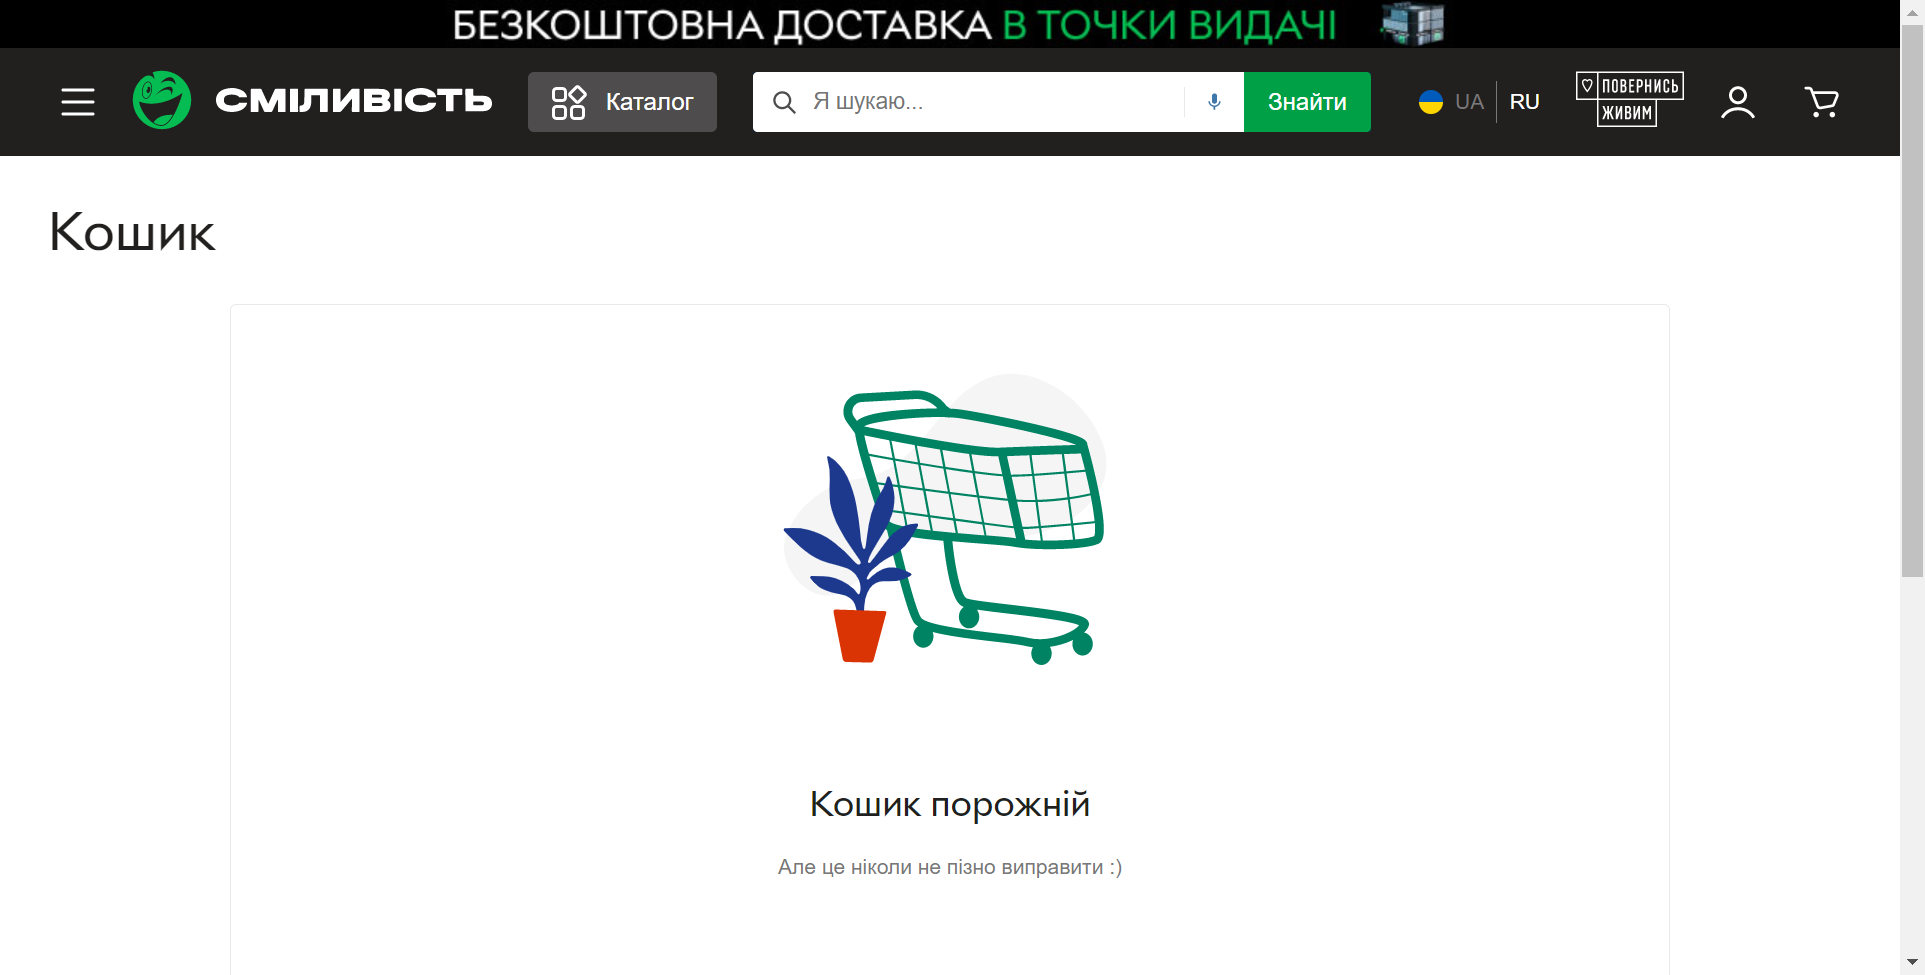 БЕЗКОШТОВНА ДОСТАВКА В ТОЧКИ ВИДАЧІ
СМІЛИВІСТЬ
Каталог
Я шукаю...
Знайти
UA
RU
ПОВЕРНИСЬ
ЖИВИМ
Кошик
Кошик порожній
Але це ніколи не пізно виправити :)